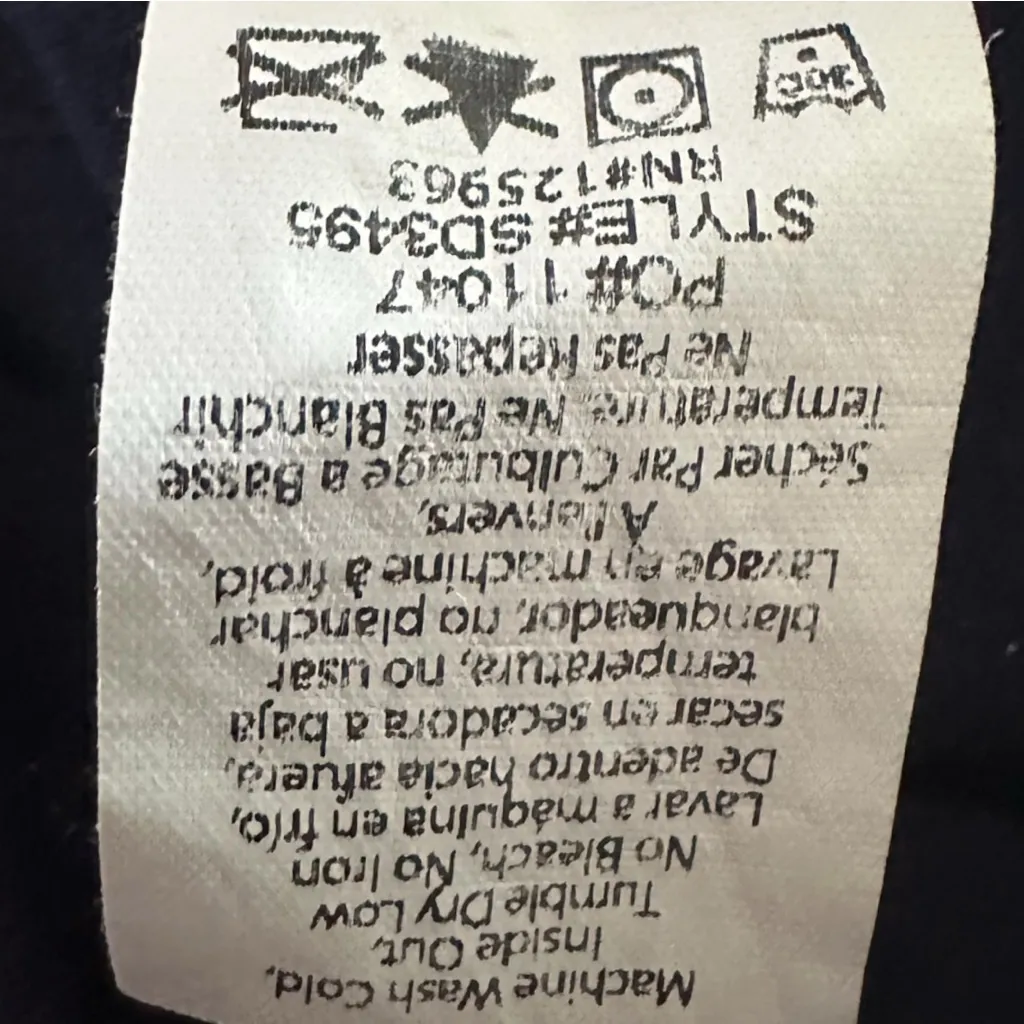 Machine Wash Cold,
Inside Out,
Tumble Dry Low
No Bleach, No Iron
Lavar a máquina en frío,
De adentro hacia afuera,
secar en secadora a baja
temperatura, no usar
blanqueador, no planchar
Lavage en machine à froid,
A l'envers,
Sécher Par Culbutage a Basse
Temperature, Ne Pas Blanchir
Ne Pas Repasser
PO# 11047
STYLE# SD3495
RN#125963
30C